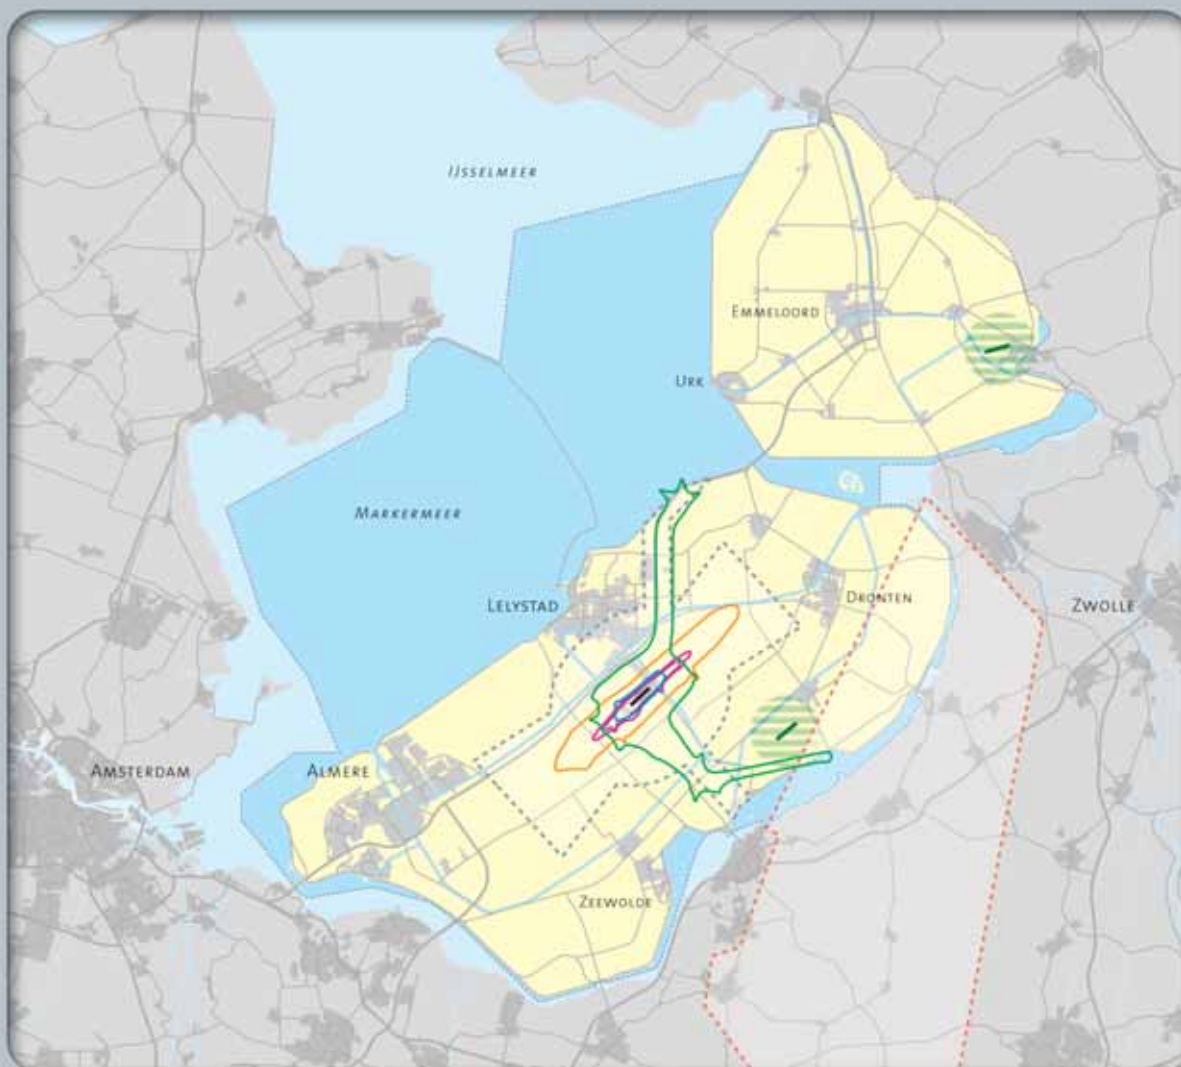 IJSSELMEER
EMMELOORD
URK
MARKERMEER
LELYSTAD
DRONTEN
ZWOLLE
AMSTERDAM
ALMERE
ZEEWOLDE